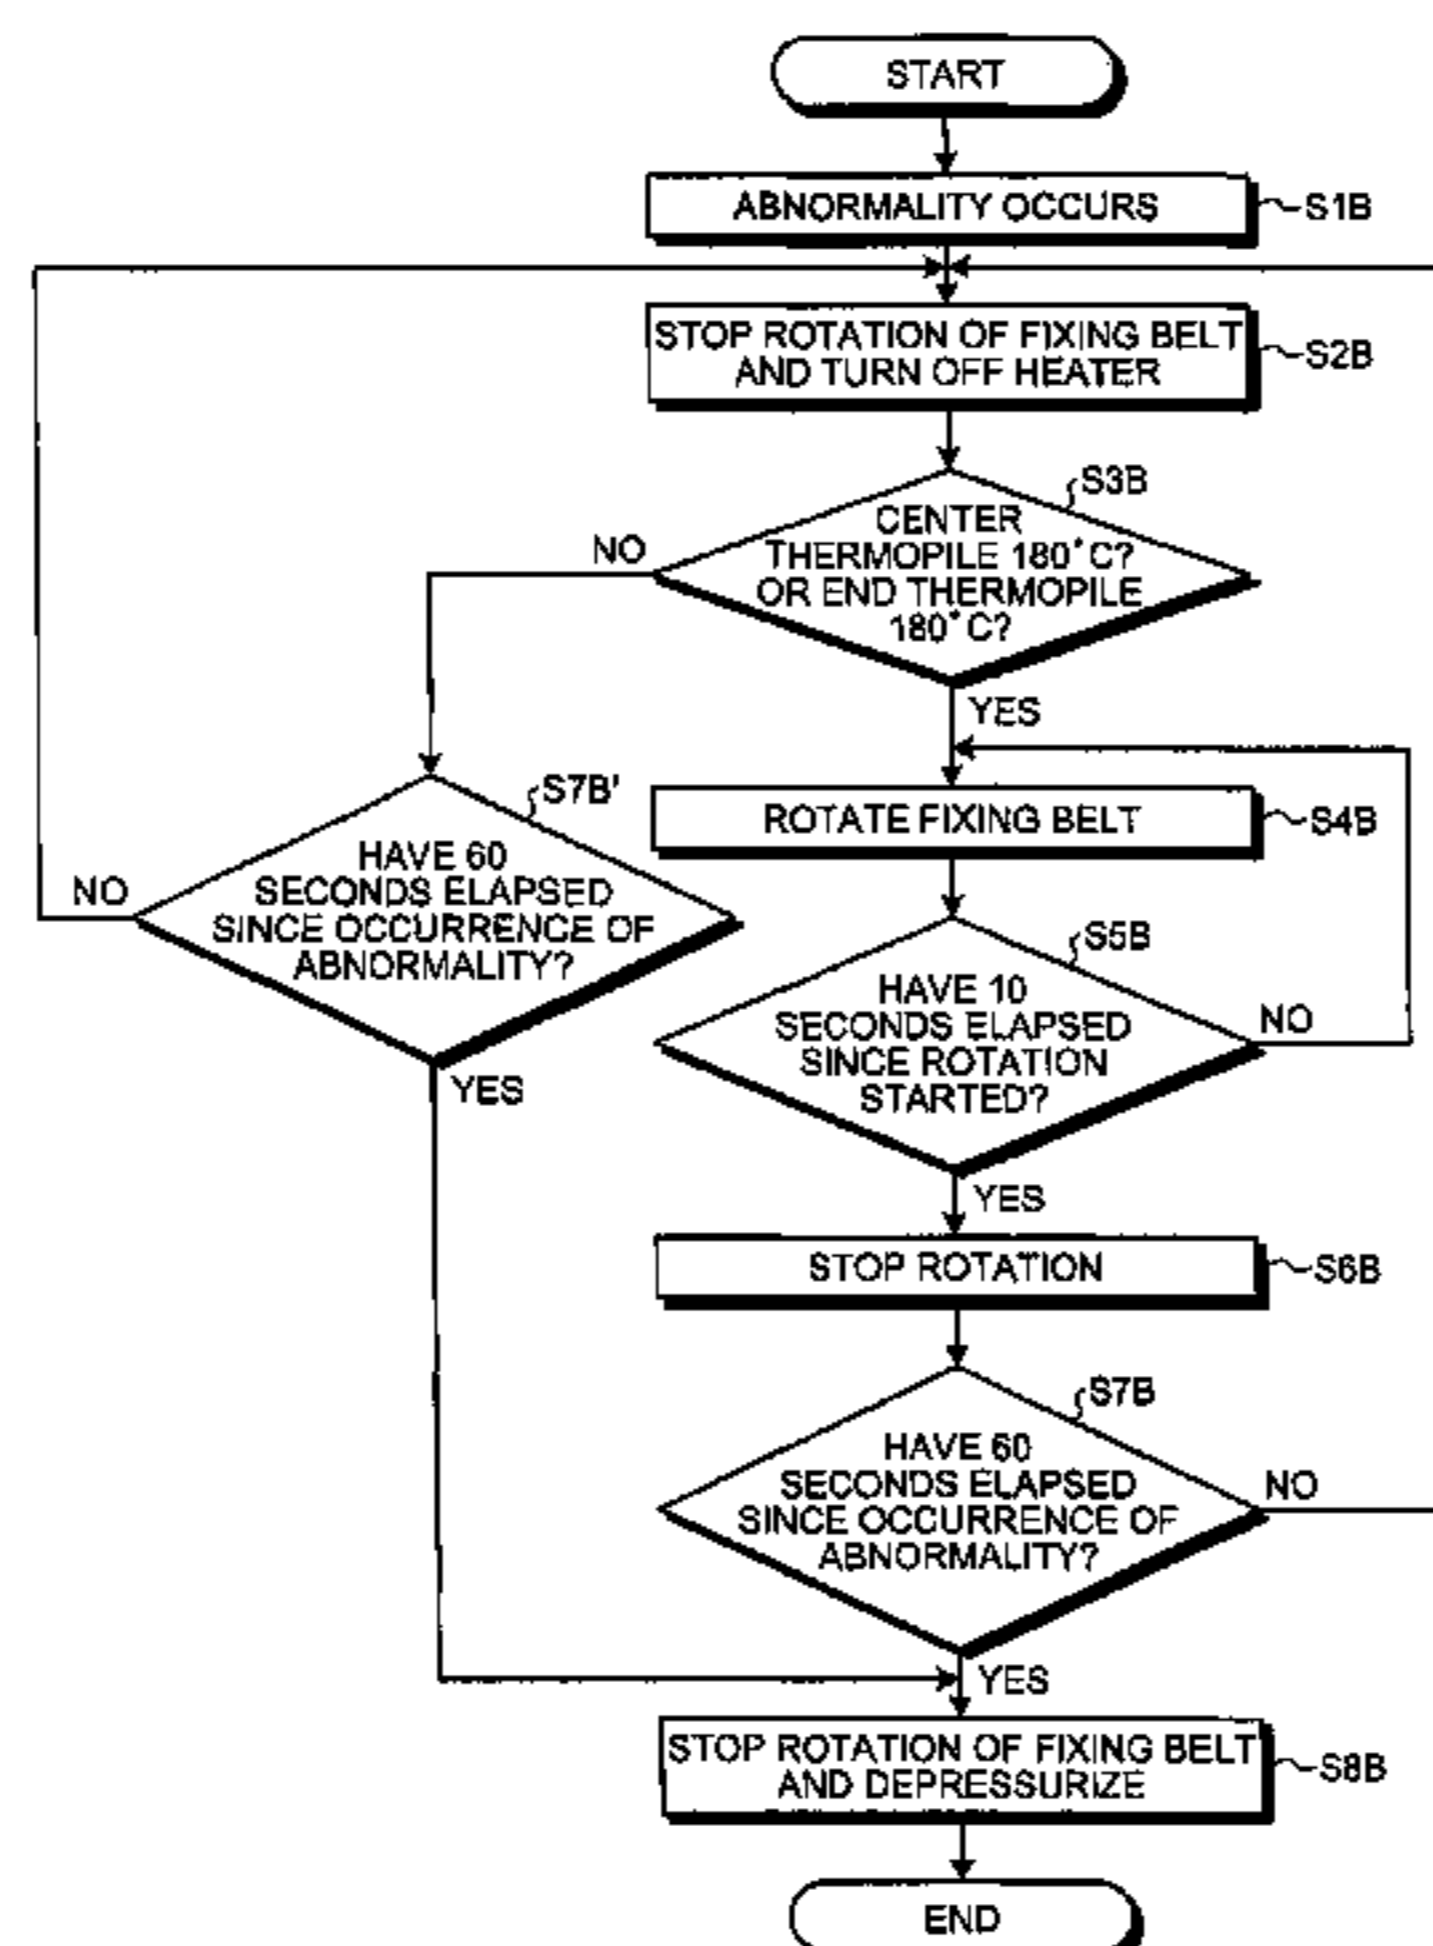 START
ABNORMALITY OCCURS
S1B
STOP ROTATION OF FIXING BELT
AND TURN OFF HEATER
S2B
S3B
CENTER
THERMOPILE 180°C?
OR END THERMOPILE
180°C?
NO
YES
S7B'
HAVE 60
SECONDS ELAPSED
SINCE OCCURRENCE OF
ABNORMALITY?
NO
YES
ROTATE FIXING BELT
S4B
S5B
HAVE 10
SECONDS ELAPSED
SINCE ROTATION
STARTED?
NO
YES
STOP ROTATION
S6B
S7B
HAVE 60
SECONDS ELAPSED
SINCE OCCURRENCE OF
ABNORMALITY?
NO
YES
STOP ROTATION OF FIXING BELT
AND DEPRESSURIZE
S8B
END